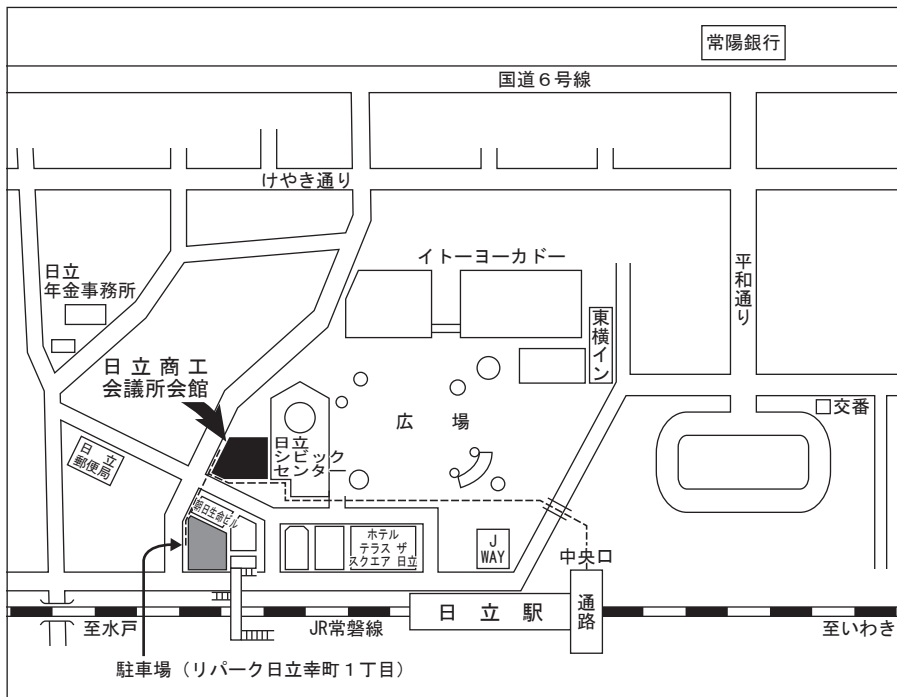 常陽銀行
国道６号線
けやき通り
イトーヨーカドー
平和通り
日立
年金事務所
東横イン
日立商工
会議所会館
広場
交番
日立
シビック
センター
日立
郵便局
朝日生命ビル
ホテル
テラス ザ
スクエア 日立
J
WAY
中央口
日立駅
通路
至水戸
JR常磐線
至いわき
駐車場（リパーク日立幸町１丁目）